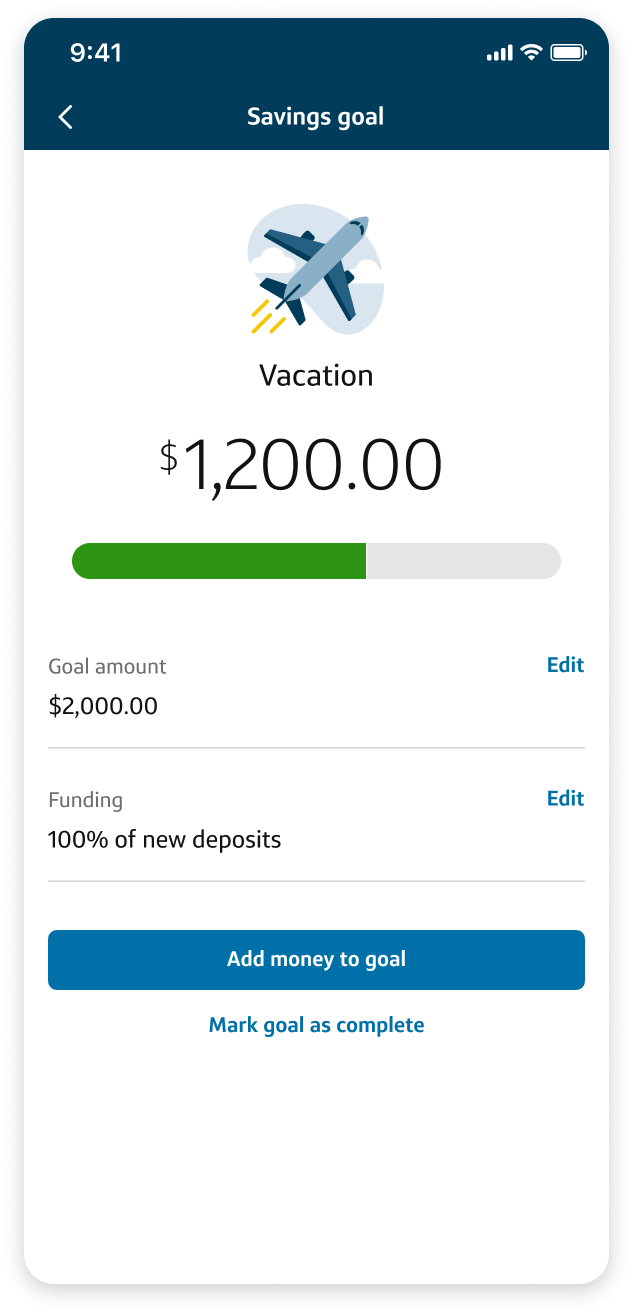 9:41
Savings goal
Vacation
$1,200.00
Goal amount
Edit
$2,000.00
Funding
Edit
100% of new deposits
Add money to goal
Mark goal as complete